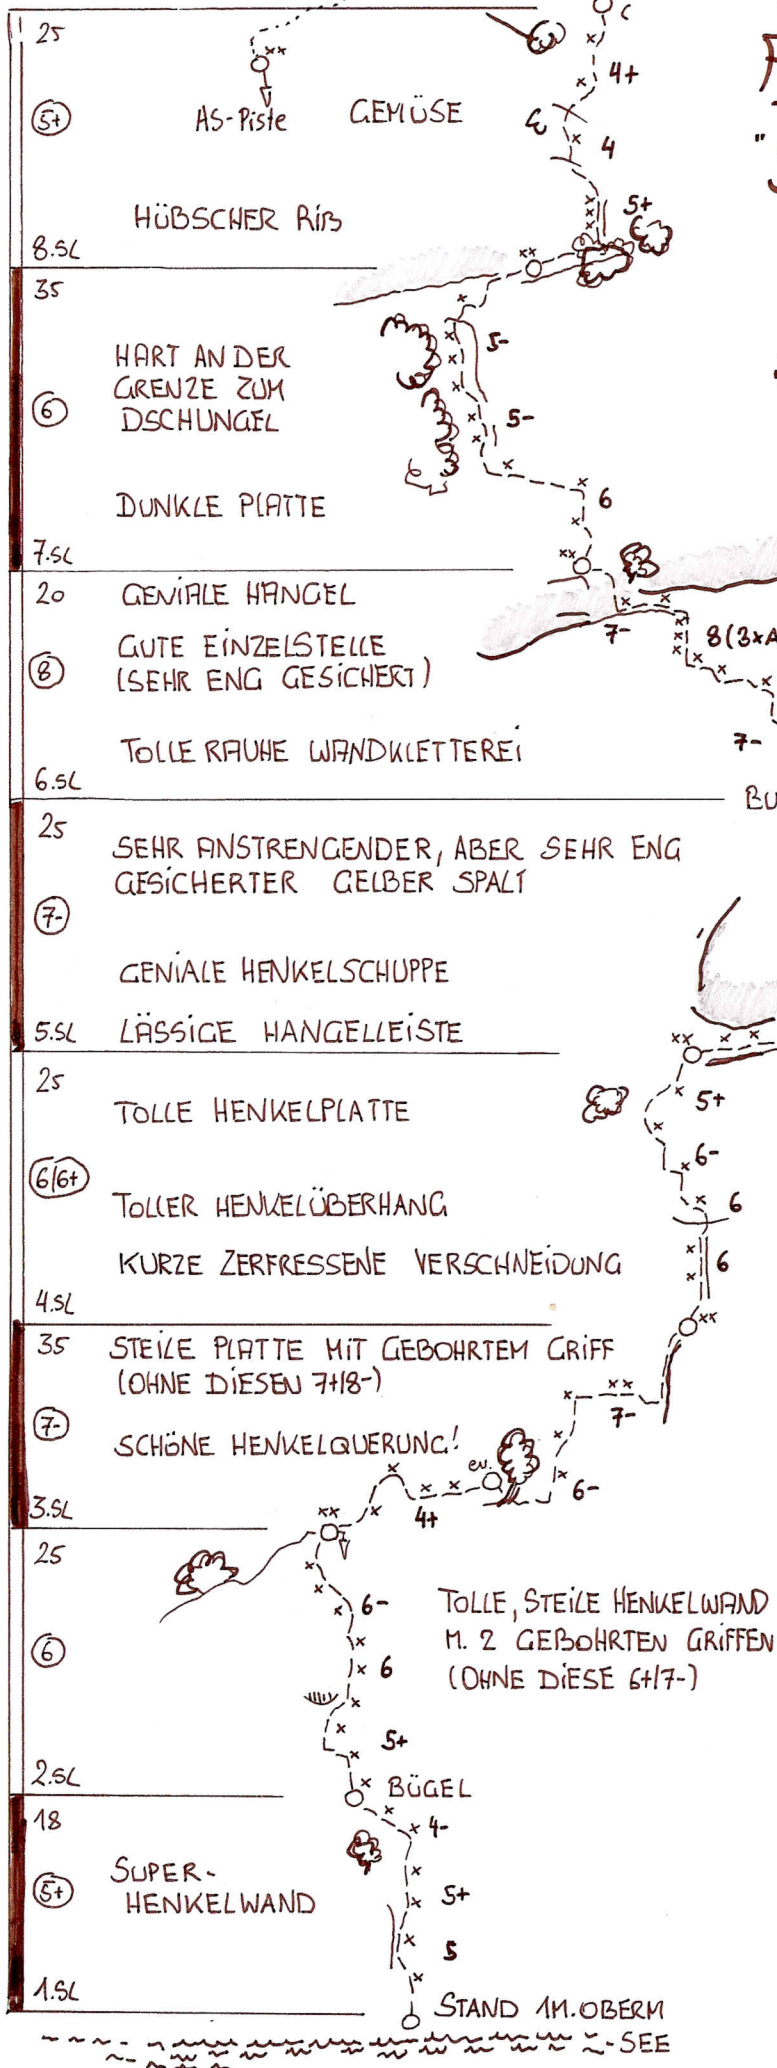 25
5+
AS-Piste
GEMÜSE
4+
4
HÜBSCHER RIß
5+
8.SL
35
5-
HART AN DER
GRENZE ZUM
DSCHUNGEL
6
5-
DUNKLE PLATTE
6
7.SL
20
GENIALE HANGEL
7-
GUTE EINZELSTELLE
(SEHR ENG GESICHERT)
8
8 (3xA
TOLLE RAUHE WANDKLETTEREI
7-
6.SL
BU
25
SEHR ANSTRENGENDER, ABER SEHR ENG
GESICHERTER GELBER SPALT
7-
GENIALE HENKELSCHUPPE
5.SL
LÄSSIGE HANGELLEISTE
25
5+
TOLLE HENKELPLATTE
6-
6/6+
TOLLER HENKELÜBERHANG
6
KURZE ZERFRESSENE VERSCHNEIDUNG
6
4.SL
35
STEILE PLATTE MIT GEBOHRTEM GRIFF
(OHNE DIESEN 7+/8-)
7-
7-
SCHÖNE HENKELQUERUNG!
ev.
6-
4+
3.SL
25
6-
TOLLE, STEILE HENKELWAND
M. 2 GEBOHRTEN GRIFFEN
(OHNE DIESE 6+/7-)
6
6
5+
2.SL
BÜGEL
18
4-
SUPER-
HENKELWAND
5+
5+
5
1.SL
STAND 1M. OBERM
SEE